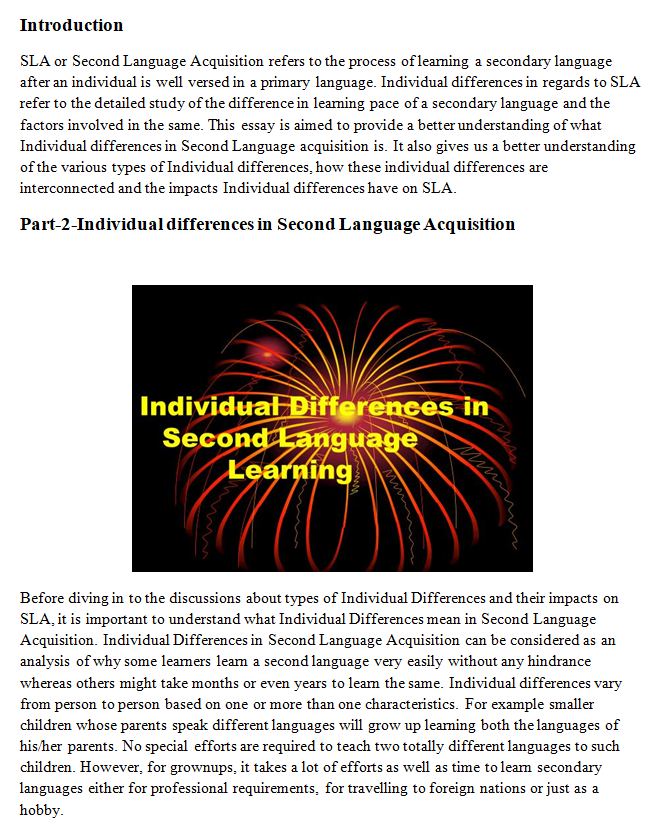 Introduction
SLA or Second Language Acquisition refers to the process of learning a secondary language
after an individual is well versed in a primary language. Individual differences in regards to SLA
refer to the detailed study of the difference in learning pace of a secondary language and the
factors involved in the same. This essay is aimed to provide a better understanding of what
Individual differences in Second Language acquisition is. It also gives us a better understanding
of the various types of Individual differences, how these individual differences are
interconnected and the impacts Individual differences have on SLA.
Part-2-Individual differences in Second Language Acquisition
Individual Differences in
Second Language
Learning
Before diving in to the discussions about types of Individual Differences and their impacts on
SLA, it is important to understand what Individual Differences mean in Second Language
Acquisition. Individual Differences in Second Language Acquisition can be considered as an
analysis of why some learners learn a second language very easily without any hindrance
whereas others might take months or even years to learn the same. Individual differences vary
from person to person based on one or more than one characteristics. For example smaller
children whose parents speak different languages will grow up learning both the languages of
his/her parents. No special efforts are required to teach two totally different languages to such
children. However, for grownups, it takes a lot of efforts as well as time to learn secondary
languages either for professional requirements, for travelling to foreign nations or just as a
hobby.